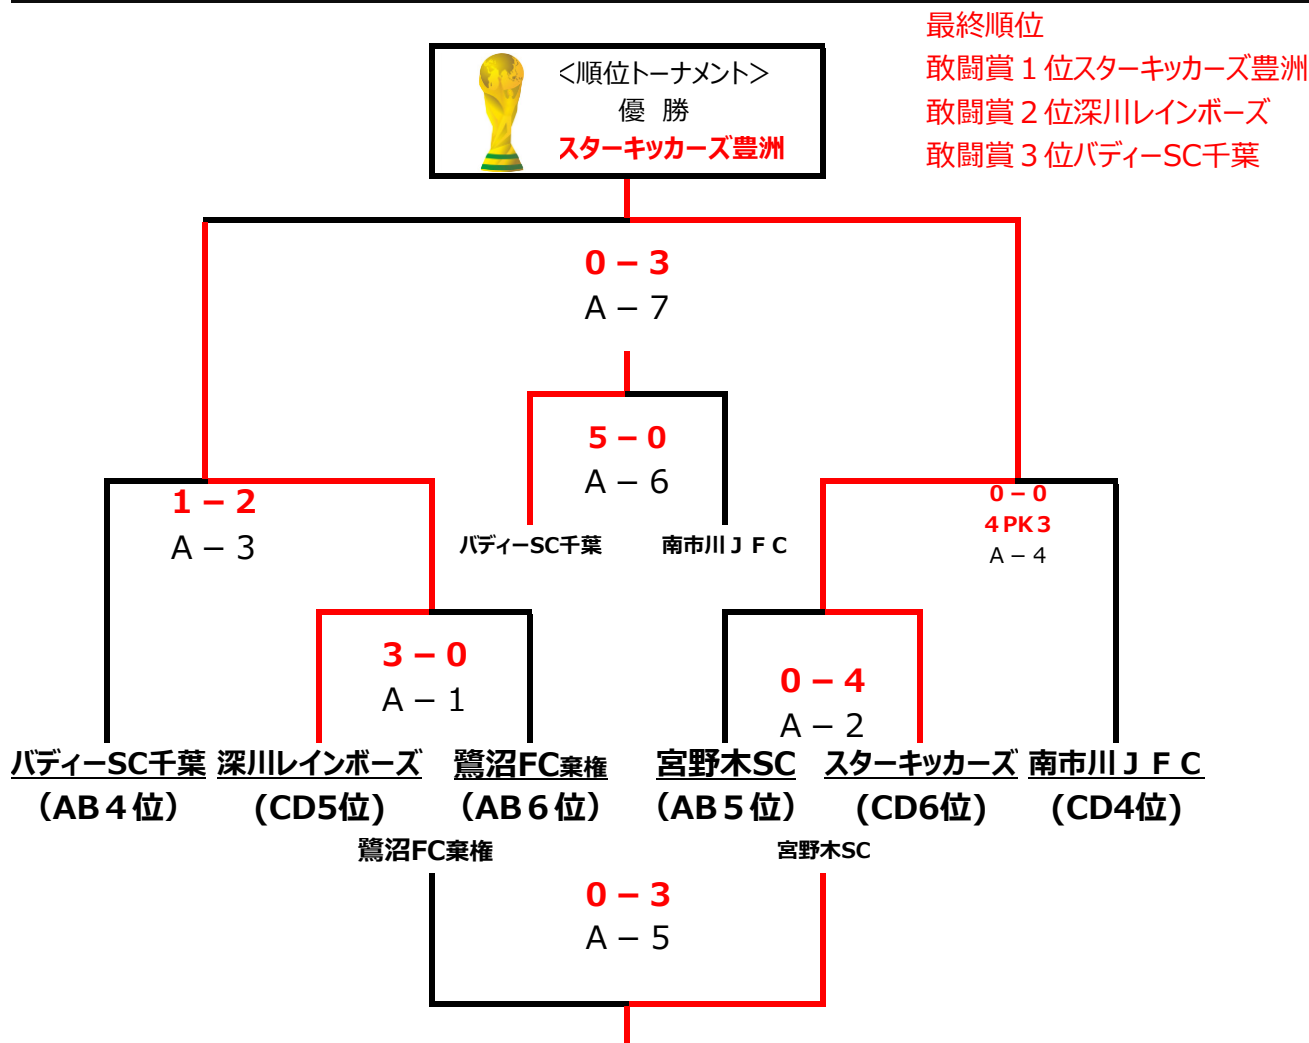 最終順位
敢闘賞１位スターキッカーズ豊洲
敢闘賞２位深川レインボーズ
敢闘賞３位バディーSC千葉
＜順位トーナメント＞
優 勝
スターキッカーズ豊洲
0 − 3
A − 7
5 − 0
A − 6
バディーSC千葉 南市川ＪＦＣ
1 − 2
A − 3
0 − 0
4 PK 3
A − 4
3 − 0
A − 1
0 − 4
A − 2
バディーSC千葉 深川レインボーズ 鷺沼FC棄権 宮野木SC スターキッカーズ 南市川ＪＦＣ
（AB４位） (CD5位) （AB６位） （AB５位） (CD6位) (CD4位)
鷺沼FC棄権 宮野木SC
0 − 3
A − 5